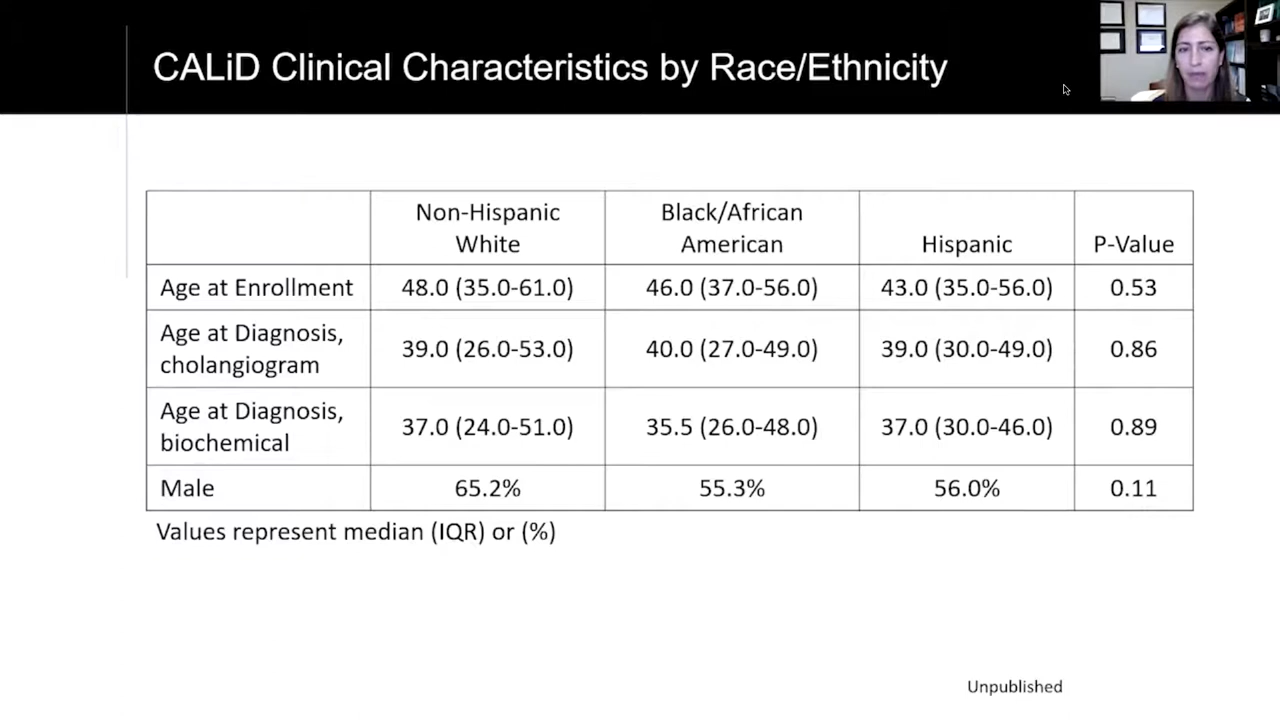 CALiD Clinical Characteristics by Race/Ethnicity
Non-Hispanic White Black/African American Hispanic P-Value
Age at Enrollment 48.0 (35.0-61.0) 46.0 (37.0-56.0) 43.0 (35.0-56.0) 0.53
Age at Diagnosis, cholangiogram 39.0 (26.0-53.0) 40.0 (27.0-49.0) 39.0 (30.0-49.0) 0.86
Age at Diagnosis, biochemical 37.0 (24.0-51.0) 35.5 (26.0-48.0) 37.0 (30.0-46.0) 0.89
Male 65.2% 55.3% 56.0% 0.11
Values represent median (IQR) or (%)
Unpublished